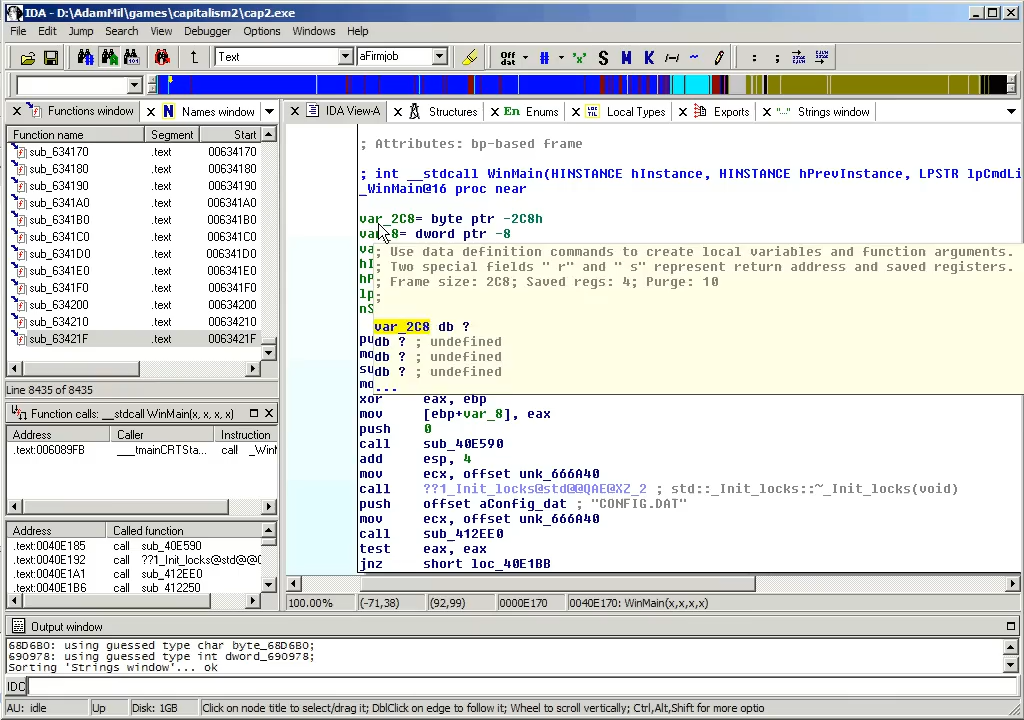 IDA - D:\AdamMil\games\capitalism2\cap2.exe
File Edit Jump Search View Debugger Options Windows Help
Text aFirmjob Off dat # 'x' S M K
Functions window Names window IDA View-A Structures En Enums Local Types Exports Strings window
Function name Segment Start
sub_634170 .text 00634170
sub_634180 .text 00634180
sub_634190 .text 00634190
sub_6341A0 .text 006341A0
sub_6341B0 .text 006341B0
sub_6341C0 .text 006341C0
sub_6341D0 .text 006341D0
sub_6341E0 .text 006341E0
sub_6341F0 .text 006341F0
sub_634200 .text 00634200
sub_634210 .text 00634210
sub_63421F .text 0063421F
Line 8435 of 8435
Function calls: __stdcall WinMain(x, x, x, x)
Address Caller Instruction
.text:006089FB ___tmainCRTSta... call _WinM
Address Called function
.text:0040E185 call sub_40E590
.text:0040E192 call ??1_Init_locks@std@@Q
.text:0040E1A1 call sub_412EE0
.text:0040E1B6 call sub_412250
; Attributes: bp-based frame
; int __stdcall WinMain(HINSTANCE hInstance, HINSTANCE hPrevInstance, LPSTR lpCmdLi
_WinMain@16 proc near
var_2C8= byte ptr -2C8h
var_8= dword ptr -8
; Use data definition commands to create local variables and function arguments.
; Two special fields " r" and " s" represent return address and saved registers.
; Frame size: 2C8; Saved regs: 4; Purge: 10
;
var_2C8 db ?
db ? ; undefined
db ? ; undefined
db ? ; undefined
...
xor eax, ebp
mov [ebp+var_8], eax
push 0
call sub_40E590
add esp, 4
mov ecx, offset unk_666A40
call ??1_Init_locks@std@@QAE@XZ_2 ; std::_Init_locks::~_Init_locks(void)
push offset aConfig_dat ; "CONFIG.DAT"
mov ecx, offset unk_666A40
call sub_412EE0
test eax, eax
jnz short loc_40E1BB
100.00% (-71,38) (92,99) 0000E170 0040E170: WinMain(x,x,x,x)
Output window
68D6B0: using guessed type char byte_68D6B0;
690978: using guessed type int dword_690978;
Sorting 'Strings window'... ok
IDC
AU: idle Up Disk: 1GB Click on node title to select/drag it; DblClick on edge to follow it; Wheel to scroll vertically; Ctrl,Alt,Shift for more optio